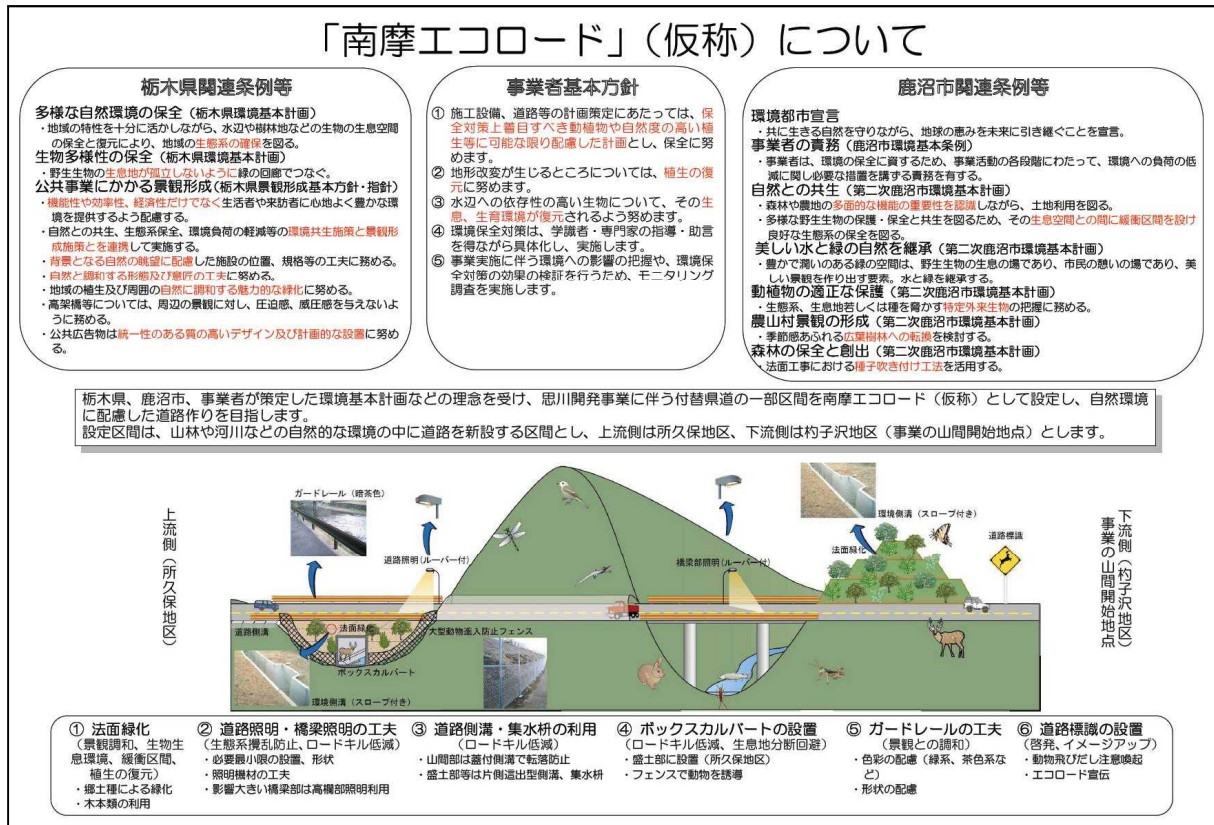 「南摩エコロード」(仮称)について
栃木県関連条例等
多様な自然環境の保全(栃木県環境基本計画)
・地域の特性を十分に活かしながら、水辺や樹林地などの生物の生息空間
の保全と復元により、地域の生態系の確保を図る。
生物多様性の保全(栃木県環境基本計画)
・野生生物の生息地が孤立しないように緑の回廊でつなぐ。
公共事業にかかる景観形成(栃木県景観形成基本方針・指針)
・機能性や効率性、経済性だけでなく生活者や来訪者に心地よく豊かな環
境を提供するよう配慮する。
・自然との共生、生態系保全、環境負荷の軽減等の環境共生施策と景観形
成施策とを連携して実施する。
・背景となる自然の眺望に配慮した施設の位置、規格等の工夫に務める。
・自然と調和する形態及び意匠の工夫に努める。
・地域の植生及び周囲の自然に調和する魅力的な緑化に努める。
・高架橋等については、周辺の景観に対し、圧迫感、威圧感を与えないよ
うに務める。
・公共広告物は統一性のある質の高いデザイン及び計画的な設置に努め
る。
事業者基本方針
① 施工設備、道路等の計画策定にあたっては、保
全対策上着目すべき動植物や自然度の高い植
生等に可能な限り配慮した計画とし、保全に努
めます。
② 地形改変が生じるところについては、植生の復
元に努めます。
③ 水辺への依存性の高い生物について、その生
息、生育環境が復元されるよう努めます。
④ 環境保全対策は、学識者・専門家の指導・助言
を得ながら具体化し、実施します。
⑤ 事業実施に伴う環境への影響の把握や、環境保
全対策の効果の検証を行うため、モニタリング
調査を実施します。
鹿沼市関連条例等
環境都市宣言
・共に生きる自然を守りながら、地球の恵みを未来に引き継ぐことを宣言。
事業者の責務(鹿沼市環境基本条例)
・事業者は、環境の保全に資するため、事業活動の各段階にわたって、環境への負荷の低
減に関し必要な措置を講する責務を有する。
自然との共生(第二次鹿沼市環境基本計画)
・森林や農地の多面的な機能の重要性を認識しながら、土地利用を図る。
・多様な野生生物の保護・保全と共生を図るため、その生息空間との間に緩衝区間を設け
良好な生態系の保全を図る。
美しい水と緑の自然を継承(第二次鹿沼市環境基本計画)
・豊かで潤いのある緑の空間は、野生生物の生息の場であり、市民の憩いの場であり、美
しい景観を作り出す要素。水と緑を継承する。
動植物の適正な保護(第二次鹿沼市環境基本計画)
・生態系、生息地若しくは種を脅かす特定外来生物の把握に務める。
農山村景観の形成(第二次鹿沼市環境基本計画)
・季節感あふれる広葉樹林への転換を検討する。
森林の保全と創出(第二次鹿沼市環境基本計画)
・法面工事における種子吹き付け工法を活用する。
栃木県、鹿沼市、事業者が策定した環境基本計画などの理念を受け、思川開発事業に伴う付替県道の一部区間を南摩エコロード(仮称)として設定し、自然環境
に配慮した道路作りを目指します。
設定区間は、山林や河川などの自然的な環境の中に道路を新設する区間とし、上流側は所久保地区、下流側は杓子沢地区(事業の山間開始地点)とします。
上流側(所久保地区)
ガードレール(暗茶色)
道路照明(ルーバー付)
橋梁部照明(ルーバー付)
環境側溝(スロープ付き)
法面緑化
道路標識
下流側(杓子沢地区)
事業の山間開始地点
道路側溝
法面緑化
大型動物進入防止フェンス
ボックスカルバート
環境側溝(スロープ付き)
① 法面緑化
(景観調和、生物生
息環境、緩衝区間、
植生の復元)
・郷土種による緑化
・木本類の利用
② 道路照明・橋梁照明の工夫
(生態系攪乱防止、ロードキル低減)
・必要最小限の設置、形状
・照明機材の工夫
・影響大きい橋梁部は高欄部照明利用
③ 道路側溝・集水枡の利用
(ロードキル低減)
・山間部は蓋付側溝で転落防止
・盛土部等は片側這出型側溝、集水枡
④ ボックスカルバートの設置
(ロードキル低減、生息地分断回避)
・盛土部に設置(所久保地区)
・フェンスで動物を誘導
⑤ ガードレールの工夫
(景観との調和)
・色彩の配慮(緑系、茶色系な
ど)
・形状の配慮
⑥ 道路標識の設置
(啓発、イメージアップ)
・動物飛びだし注意喚起
・エコロード宣伝